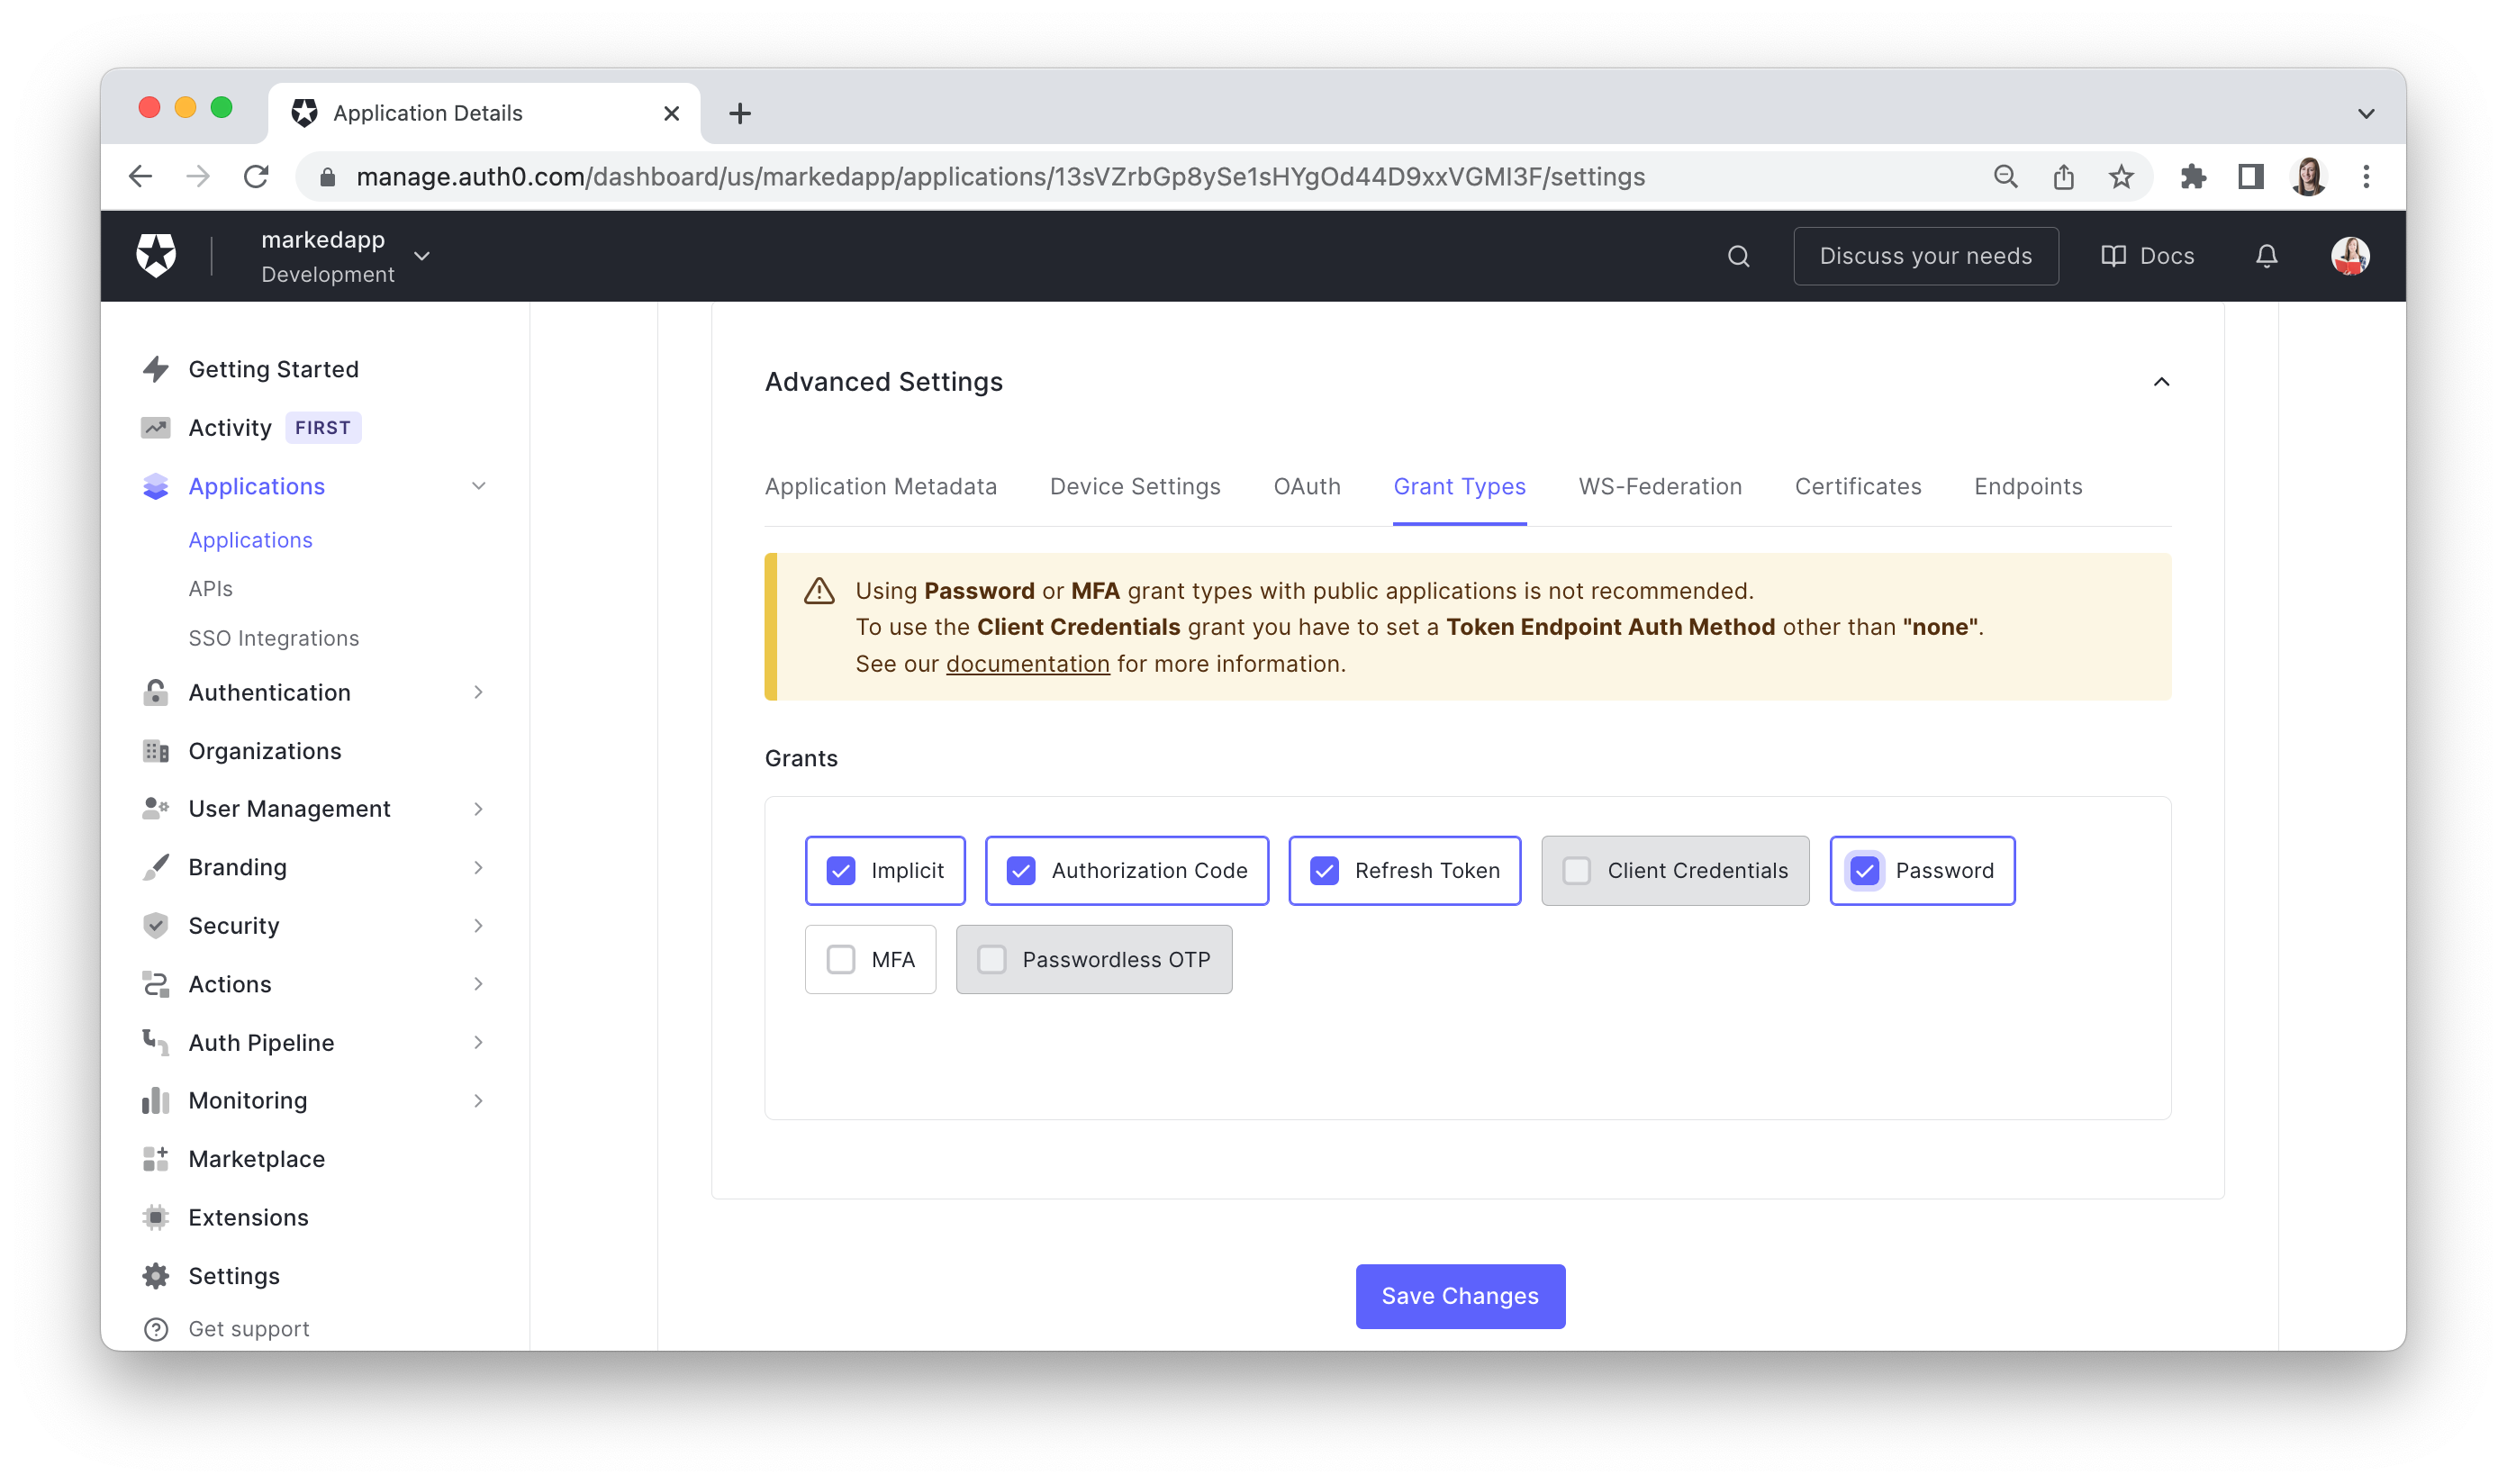 Application Details
manage.auth0.com/dashboard/us/markedapp/applications/13sVZrbGp8ySe1sHYgOd44D9xxVGMI3F/settings
markedapp
Development
Discuss your needs
Docs
Getting Started
Activity FIRST
Applications
Applications
APIs
SSO Integrations
Authentication
Organizations
User Management
Branding
Security
Actions
Auth Pipeline
Monitoring
Marketplace
Extensions
Settings
Get support
Advanced Settings
Application Metadata Device Settings OAuth Grant Types WS-Federation Certificates Endpoints
Using Password or MFA grant types with public applications is not recommended.
To use the Client Credentials grant you have to set a Token Endpoint Auth Method other than "none".
See our documentation for more information.
Grants
Implicit Authorization Code Refresh Token Client Credentials Password
MFA Passwordless OTP
Save Changes